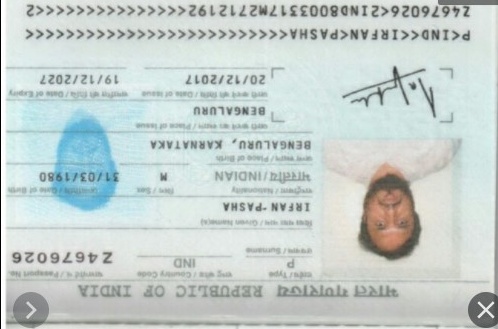 भारत गणराज्य REPUBLIC OF INDIA
टाईप / Type राष्ट्र कोड / Country Code पासपोर्ट नं. / Passport No.
P IND Z4676026
उपनाम / Surname
दिया गया नाम / Given Name(s)
IRFAN PASHA
राष्ट्रीयता / Nationality लिंग / Sex जन्मतिथि / Date of Birth
भारतीय/INDIAN M 31/03/1980
जन्म स्थान / Place of Birth
BENGALURU, KARNATAKA
जारी करने का स्थान / Place of Issue
BENGALURU
जारी करने की तिथि / Date of Issue समाप्ति की तिथि / Date of Expiry
20/12/2017 19/12/2027
P<IND<<IRFAN<PASHA<<<<<<<<<<<<<<<<<<<<<<<<<<
Z4676026<2IND8003317M2712192<<<<<<<<<<<<<<<2